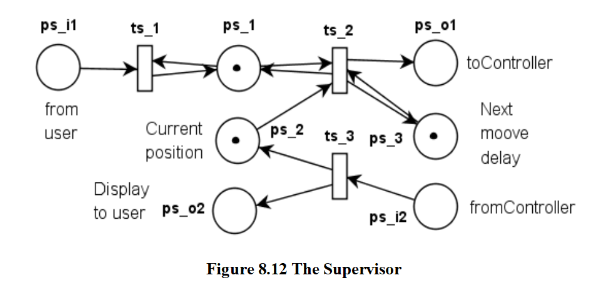 ps_i1
ts_1
ps_1
ts_2
ps_o1
toController
from
user
Current
position
ps_2
ts_3
ps_3
Next
moove
delay
Display
to user
ps_o2
ps_i2
fromController
Figure 8.12 The Supervisor